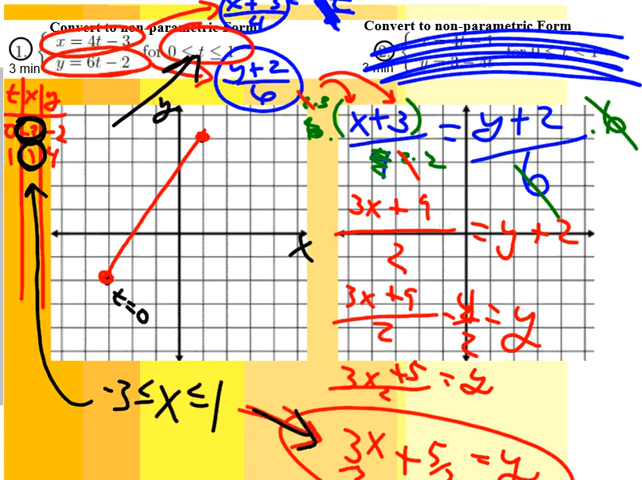 Convert to non-parametric Form
1. { x = 4t − 3
y = 6t − 2 for 0 ≤ t ≤ 1
3 min
x+3
4
y+2
6
t x y
0 -3 -2
1 1 4
y
x
t=0
-3 ≤ x ≤ 1
Convert to non-parametric Form
(x+3) = y+2 · 6
2 6
3x+9 = y+2
2
3x+9 - 4 = y
2 2
3x+5 = y
2
3x + 5 = y